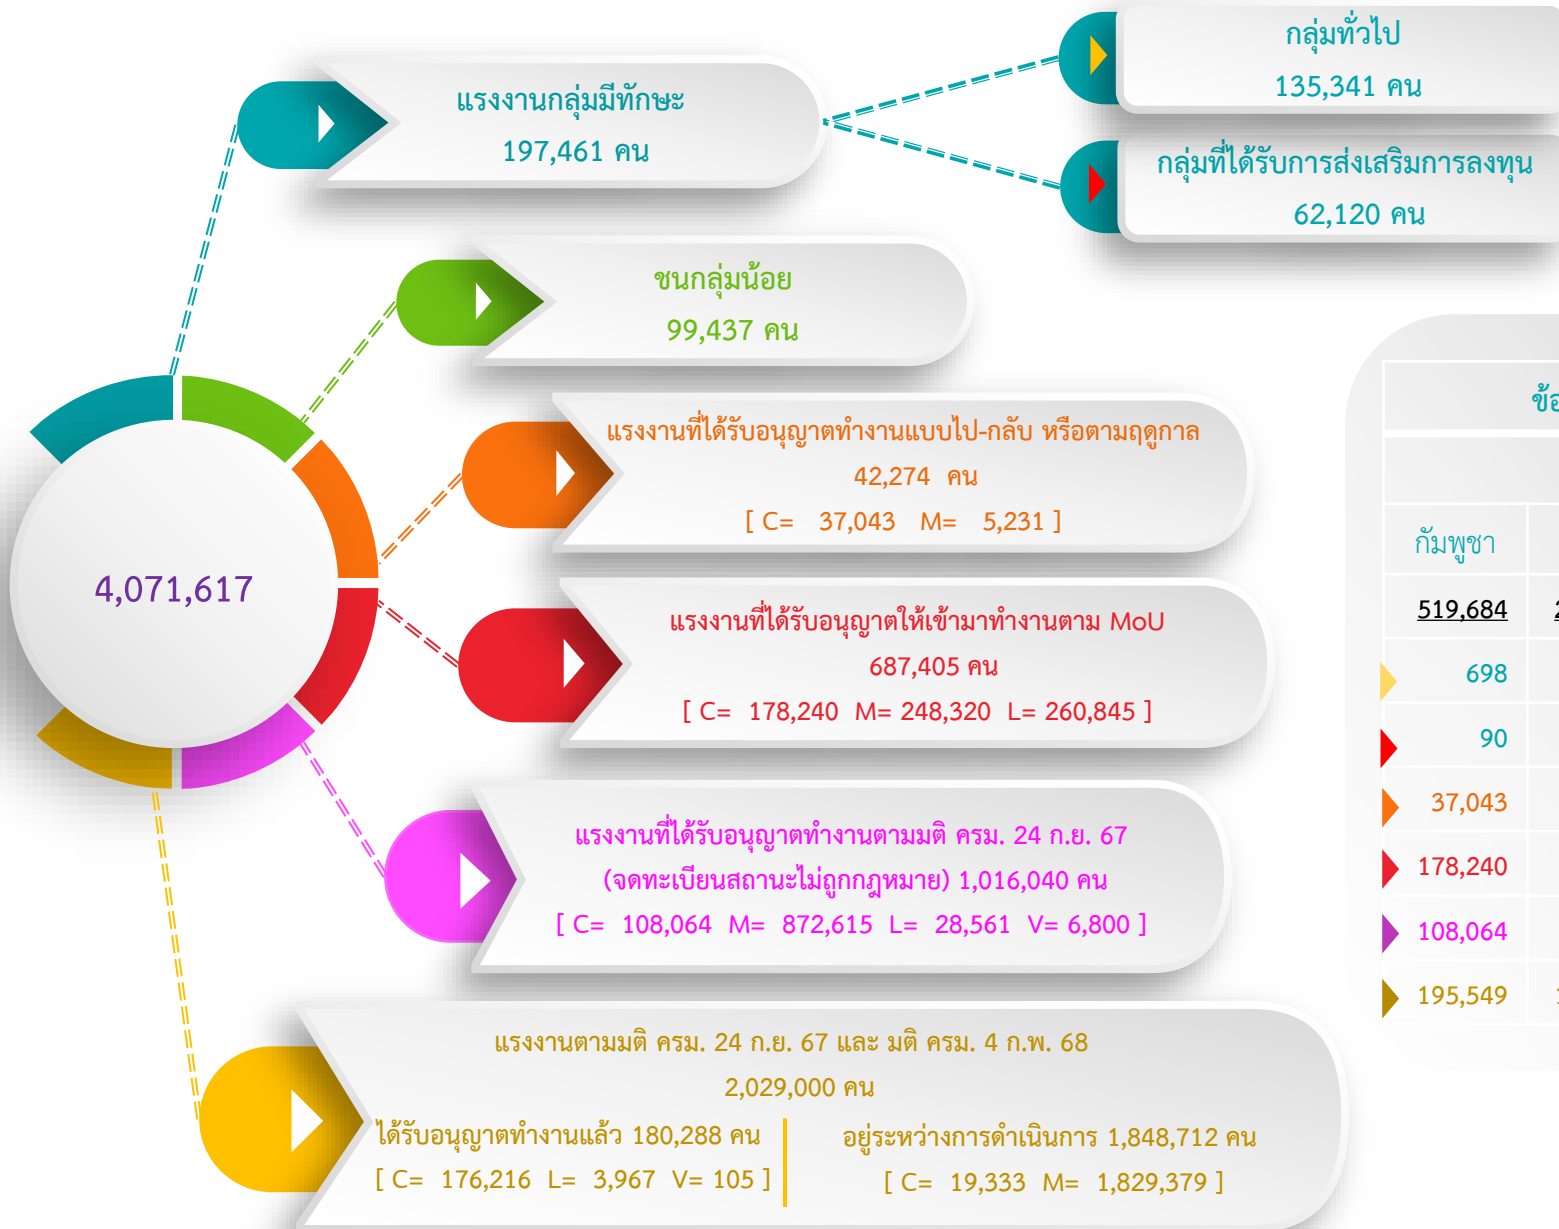 แรงงานกลุ่มมีทักษะ
197,461 คน
กลุ่มทั่วไป
135,341 คน
กลุ่มที่ได้รับการส่งเสริมการลงทุน
62,120 คน
ชนกลุ่มน้อย
99,437 คน
แรงงานที่ได้รับอนุญาตทำงานแบบไป-กลับ หรือตามฤดูกาล
42,274 คน
[ C= 37,043 M= 5,231 ]
4,071,617
แรงงานที่ได้รับอนุญาตให้เข้ามาทำงานตาม MoU
687,405 คน
[ C= 178,240 M= 248,320 L= 260,845 ]
แรงงานที่ได้รับอนุญาตทำงานตามมติ ครม. 24 ก.ย. 67
(จดทะเบียนสถานะไม่ถูกกฎหมาย) 1,016,040 คน
[ C= 108,064 M= 872,615 L= 28,561 V= 6,800 ]
แรงงานตามมติ ครม. 24 ก.ย. 67 และ มติ ครม. 4 ก.พ. 68
2,029,000 คน
ได้รับอนุญาตทำงานแล้ว 180,288 คน
[ C= 176,216 L= 3,967 V= 105 ]
อยู่ระหว่างการดำเนินการ 1,848,712 คน
[ C= 19,333 M= 1,829,379 ]
กัมพูชา
519,684
698
90
37,043
178,240
108,064
195,549